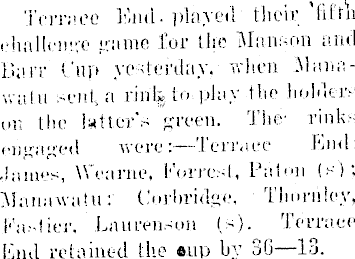 Terrace End played their fifth
challenge game for the Manson and
Barr Cup yesterday, when Mana-
watu sent a rink to play the holders
on the latter's green. The rinks
engaged were:—Terrace End:
James, Wearne, Forrest, Paton (s);
Manawatu: Corbridge, Thornley,
Eastier, Laurenson (s). Terrace
End retained the cup by 36—13.